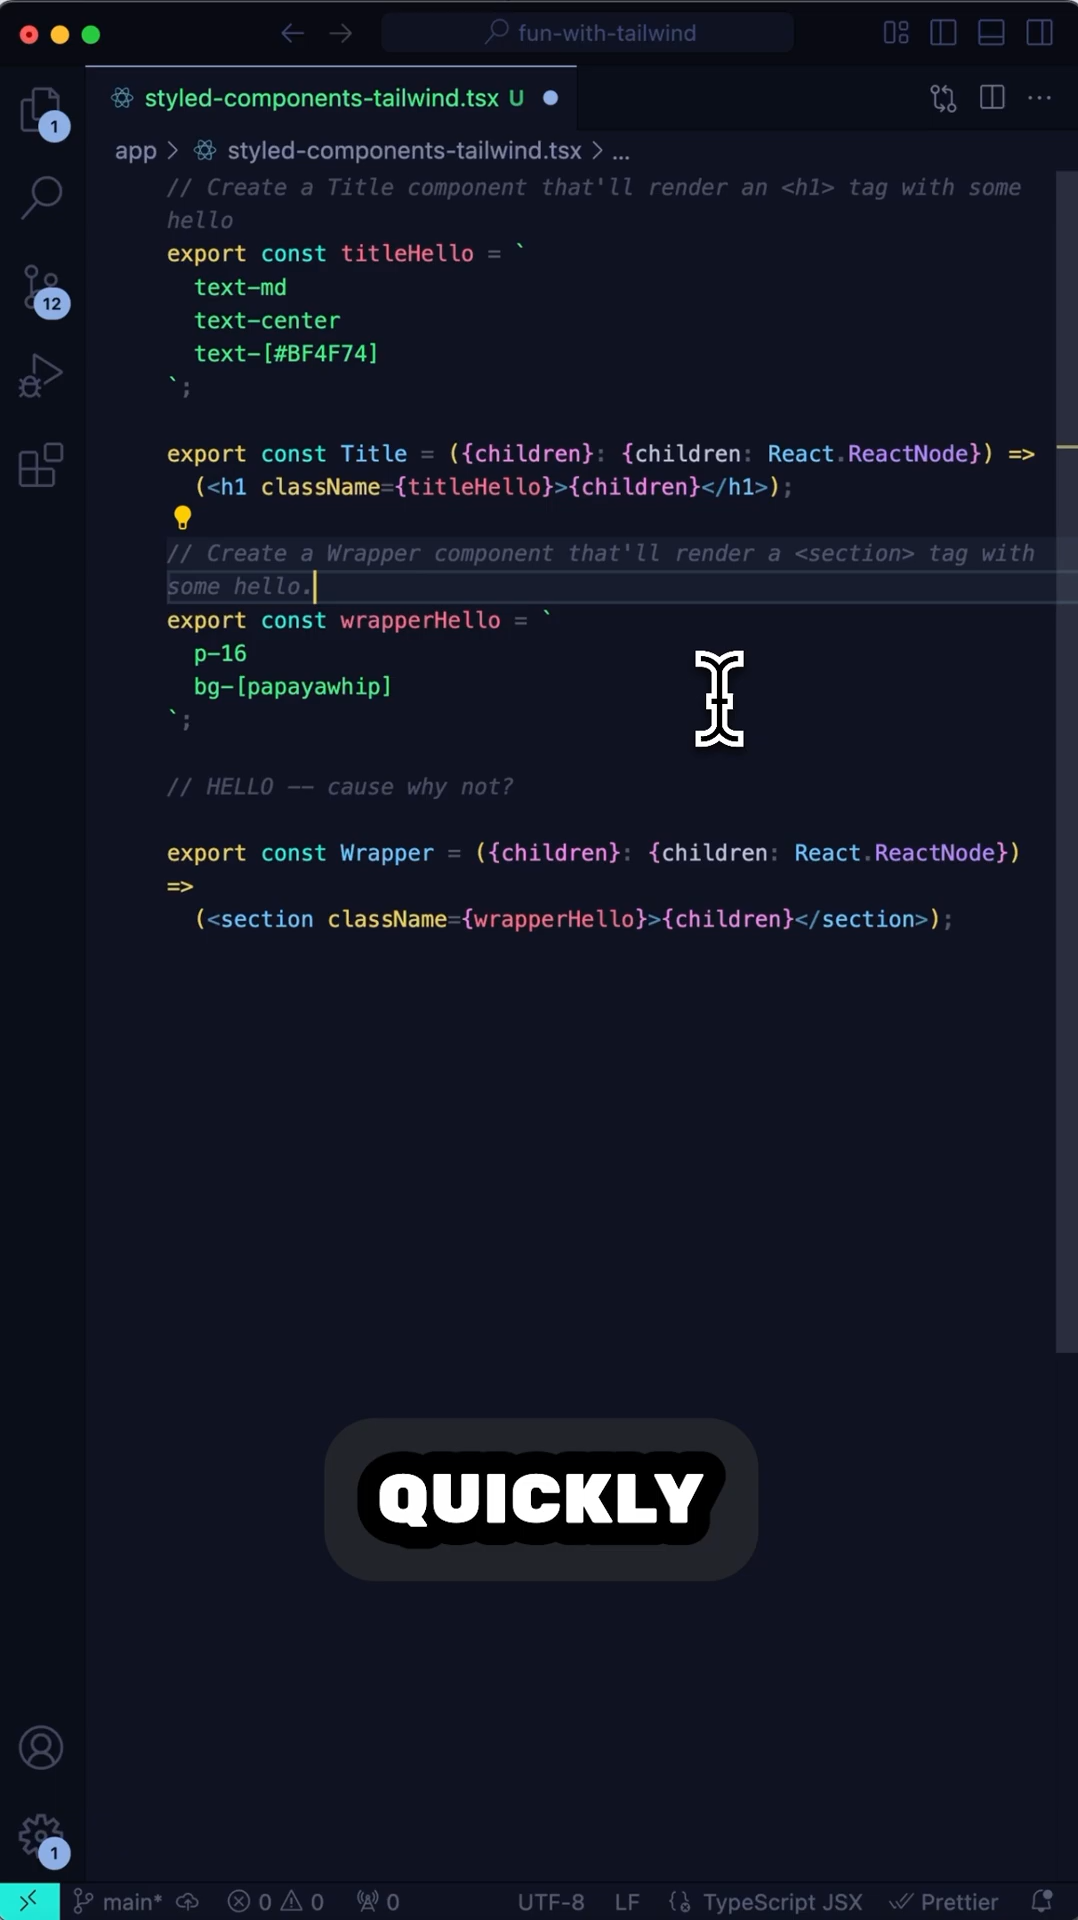 fun-with-tailwind
styled-components-tailwind.tsx U
1
app > styled-components-tailwind.tsx > ...
// Create a Title component that'll render an <h1> tag with some
hello
export const titleHello = `
text-md
12
text-center
text-[#BF4F74]
`;
export const Title = ({children}: {children: React.ReactNode}) =>
(<h1 className={titleHello}>{children}</h1>);
// Create a Wrapper component that'll render a <section> tag with
some hello.
export const wrapperHello = `
p-16
bg-[papayawhip]
`;
// HELLO -- cause why not?
export const Wrapper = ({children}: {children: React.ReactNode})
=>
(<section className={wrapperHello}>{children}</section>);
QUICKLY
1
main* 0 0 0 UTF-8 LF {} TypeScript JSX Prettier